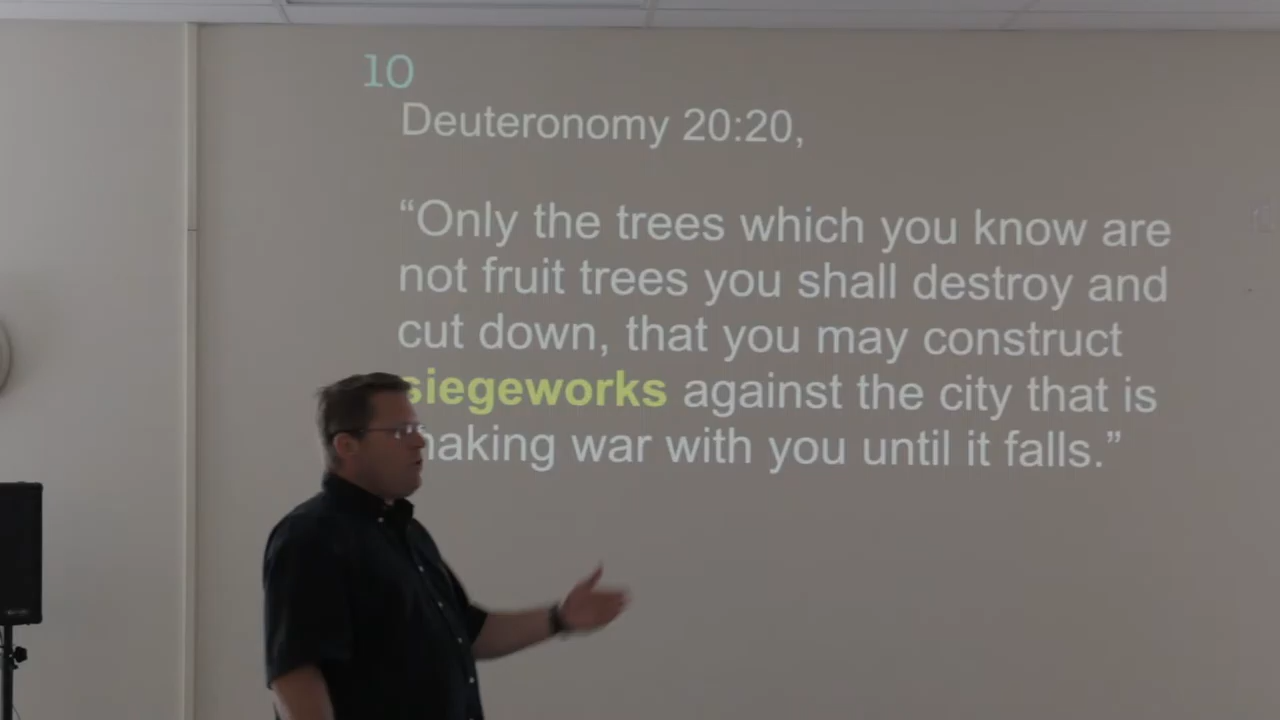 10
Deuteronomy 20:20,
“Only the trees which you know are
not fruit trees you shall destroy and
cut down, that you may construct
siegeworks against the city that is
making war with you until it falls.”